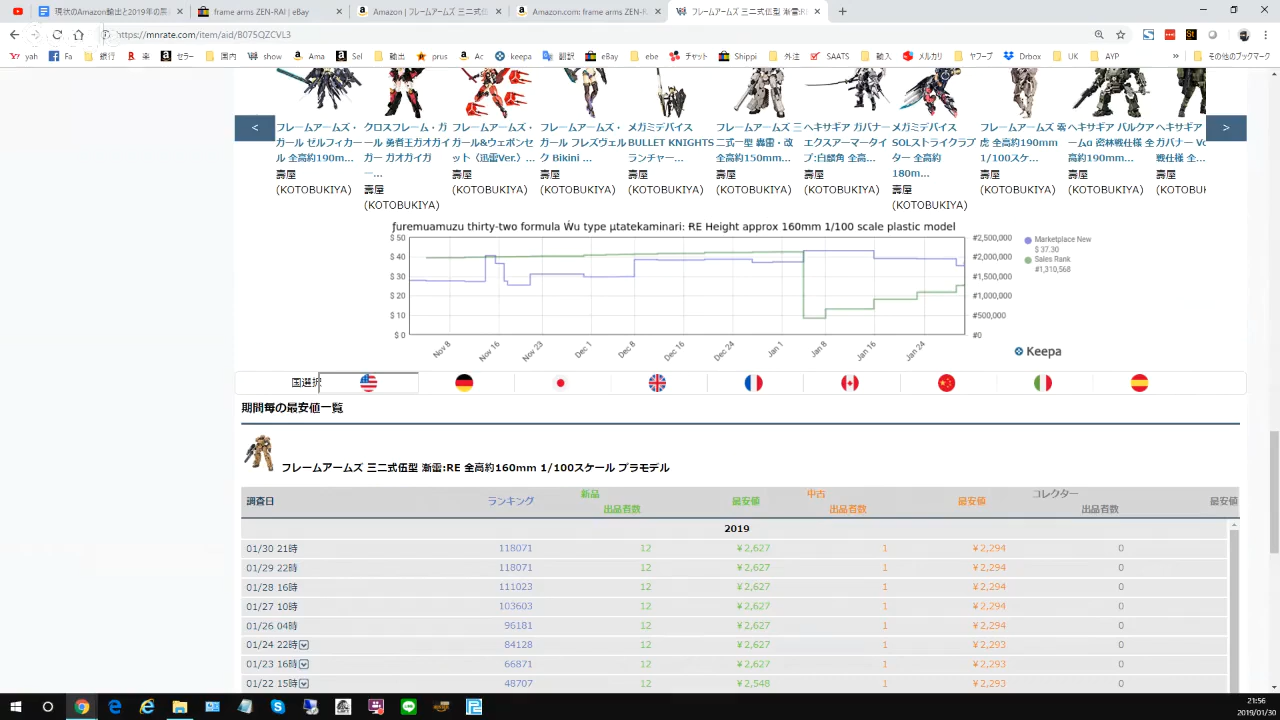 現状のAmazon輸出と2019年の展
frame arms ZEN-RAI | eBay
Amazon | フレームアームズ 三二式伍
Amazon.com: frame arms ZEN-F
フレームアームズ 三二式伍型 漸雷:RE
https://mnrate.com/item/aid/B075QZCVL3
yah
Fa
銀行
楽
セラー
国内
show
Ama
Sel
輸出
prus
Ac
keepa
翻訳
eBay
ebe
チャット
Shippi
外注
SAATS
輸入
メルカリ
ヤフーブ
Drbox
UK
AYP
»
その他のブックマーク
<
フレームアームズ・ガール ゼルフィカール 全高約190m...
壽屋 (KOTOBUKIYA)
クロスフレーム・ガール 勇者王ガオガイガー ガオガイガー...
壽屋 (KOTOBUKIYA)
フレームアームズ・ガール&ウェポンセット〈迅雷Ver.〉...
壽屋 (KOTOBUKIYA)
フレームアームズ・ガール フレズヴェルク Bikini ...
壽屋 (KOTOBUKIYA)
メガミデバイス BULLET KNIGHTS ランチャー...
壽屋 (KOTOBUKIYA)
フレームアームズ 三二式一型 轟雷・改 全高約150mm...
壽屋 (KOTOBUKIYA)
ヘキサギア ガバナー エクスアーマータイプ:白麟角 全高...
壽屋 (KOTOBUKIYA)
メガミデバイス SOLストライクラプター 全高約180m...
壽屋 (KOTOBUKIYA)
フレームアームズ 零虎 全高約190mm 1/100スケ...
壽屋 (KOTOBUKIYA)
ヘキサギア バルクアームα 密林戦仕様 全高約190mm...
壽屋 (KOTOBUKIYA)
ヘキサギア ガバナー
戦仕様 全...
壽屋 (KOTOBUK
>
ƒuremuamuzu thirty-two formula Ẃu type µtatekaminari: ɌE Height approx 160mm 1/100 scale plastic model
$ 50
$ 40
$ 30
$ 20
$ 10
$ 0
#2,500,000
#2,000,000
#1,500,000
#1,000,000
#500,000
#0
Nov 8
Nov 16
Nov 23
Dec 1
Dec 8
Dec 16
Dec 24
Jan 1
Jan 8
Jan 16
Jan 24
Marketplace New
$ 37.30
Sales Rank
#1,310,568
Keepa
国選択
期間毎の最安値一覧
フレームアームズ 三二式伍型 漸雷:RE 全高約160mm 1/100スケール プラモデル
調査日 ランキング 新品 出品者数 最安値 中古 出品者数 最安値 コレクター 出品者数 最安値
2019
01/30 21時 118071 12 ¥2,627 1 ¥2,294 0
01/29 22時 118071 12 ¥2,627 1 ¥2,294 0
01/28 16時 111023 12 ¥2,627 1 ¥2,294 0
01/27 10時 103603 12 ¥2,627 1 ¥2,294 0
01/26 04時 96181 12 ¥2,627 1 ¥2,294 0
01/24 22時 84128 12 ¥2,627 1 ¥2,293 0
01/23 16時 66871 12 ¥2,627 1 ¥2,293 0
01/22 15時 48707 12 ¥2,548 1 ¥2,293 0
21:56
2019/01/30